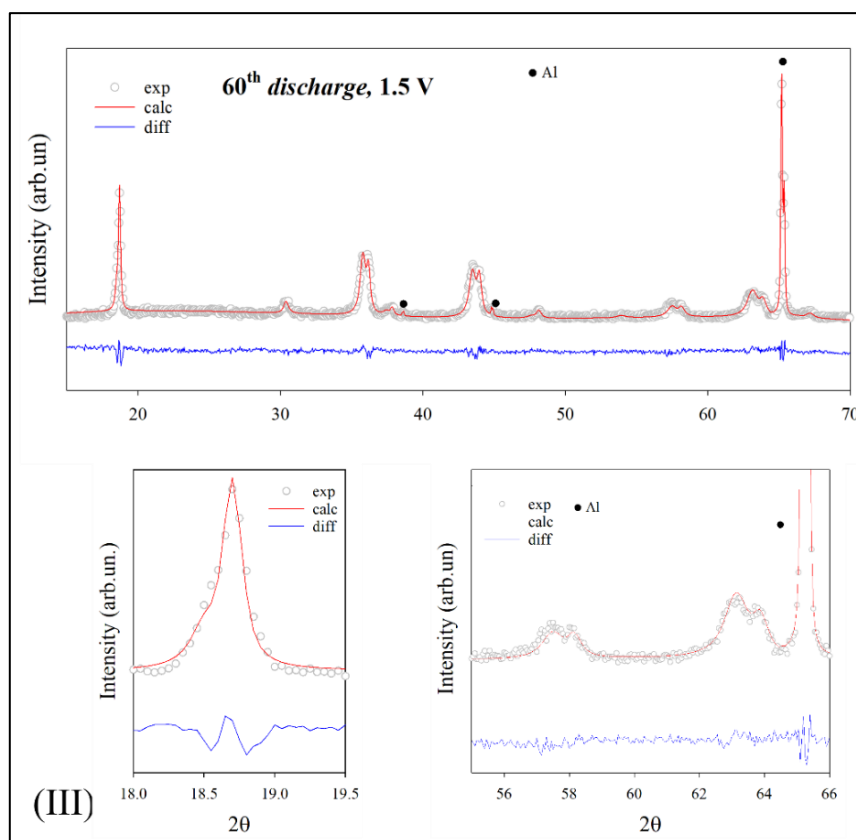 60th discharge, 1.5 V
Al
exp
calc
diff
Intensity (arb.un)
20 30 40 50 60 70
exp
calc
diff
Intensity (arb.un.)
18.0 18.5 19.0 19.5
2θ
exp Al
calc
diff
Intensity (arb.un)
56 58 60 62 64 66
2θ
(III)